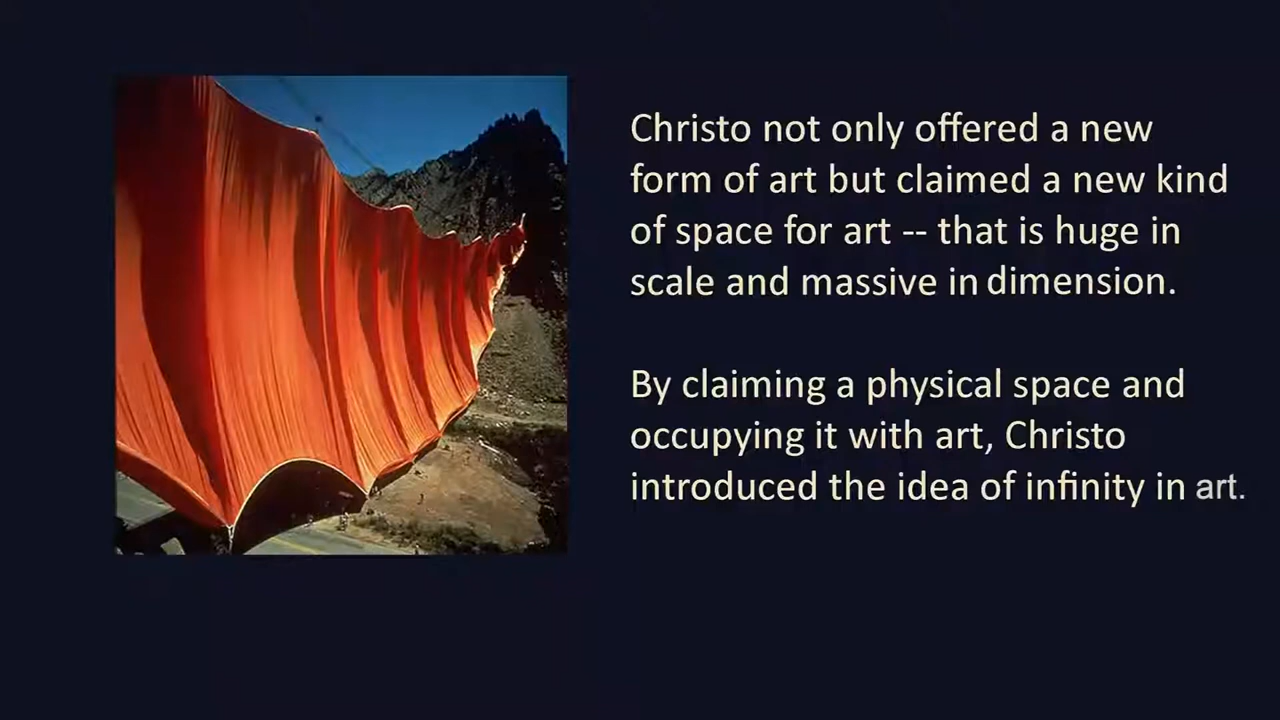 Christo not only offered a new
form of art but claimed a new kind
of space for art -- that is huge in
scale and massive in dimension.
By claiming a physical space and
occupying it with art, Christo
introduced the idea of infinity in art.